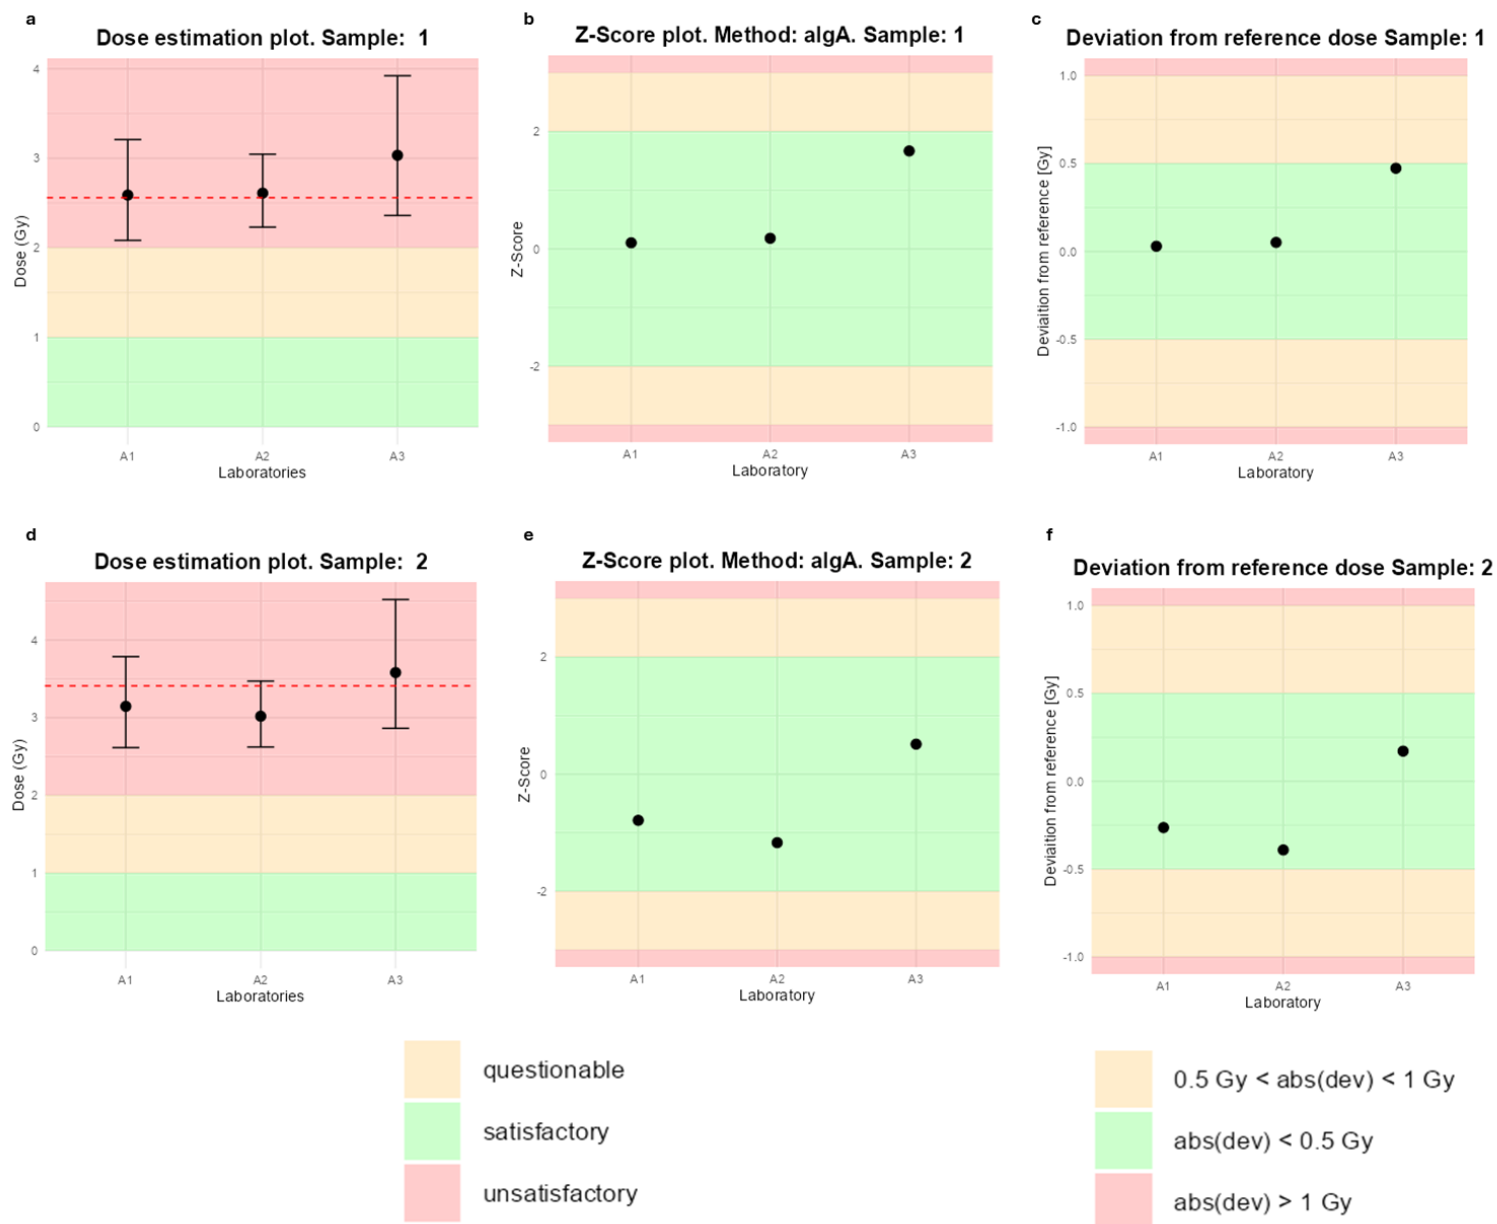 a
Dose estimation plot. Sample: 1
4
3
2
1
0
Dose (Gy)
A1 A2 A3
Laboratories
b
Z-Score plot. Method: algA. Sample: 1
2
0
-2
Z-Score
A1 A2 A3
Laboratory
c
Deviation from reference dose Sample: 1
1.0
0.5
0.0
-0.5
-1.0
Deviaition from reference [Gy]
A1 A2 A3
Laboratory
d
Dose estimation plot. Sample: 2
4
3
2
1
0
Dose (Gy)
A1 A2 A3
Laboratories
e
Z-Score plot. Method: algA. Sample: 2
2
0
-2
Z-Score
A1 A2 A3
Laboratory
f
Deviation from reference dose Sample: 2
1.0
0.5
0.0
-0.5
-1.0
Deviaition from reference [Gy]
A1 A2 A3
Laboratory
questionable
satisfactory
unsatisfactory
0.5 Gy < abs(dev) < 1 Gy
abs(dev) < 0.5 Gy
abs(dev) > 1 Gy